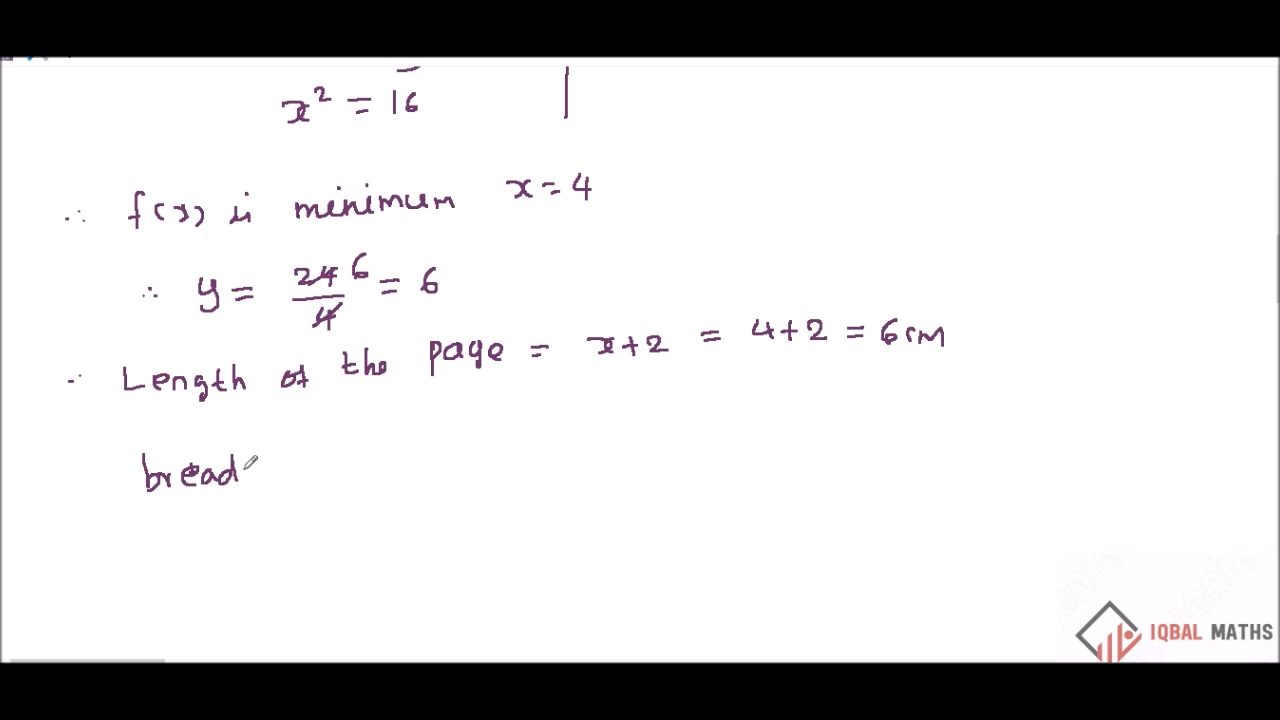 x² = 16
∴ f(x) is minimum x = 4
∴ y = 24/4 6 = 6
∴ Length of the page = x+2 = 4+2 = 6cm
bread
IQBAL MATHS